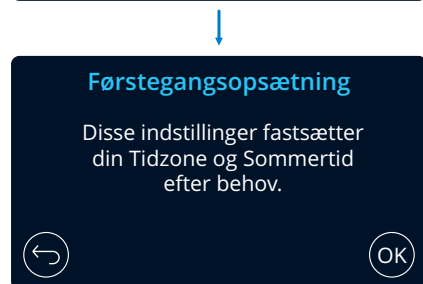 Førstegangsopsætning
Disse indstillinger fastsætter
din Tidzone og Sommertid
efter behov.
OK